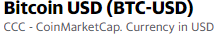 Bitcoin USD (BTC-USD)
CCC - CoinMarketCap. Currency in USD